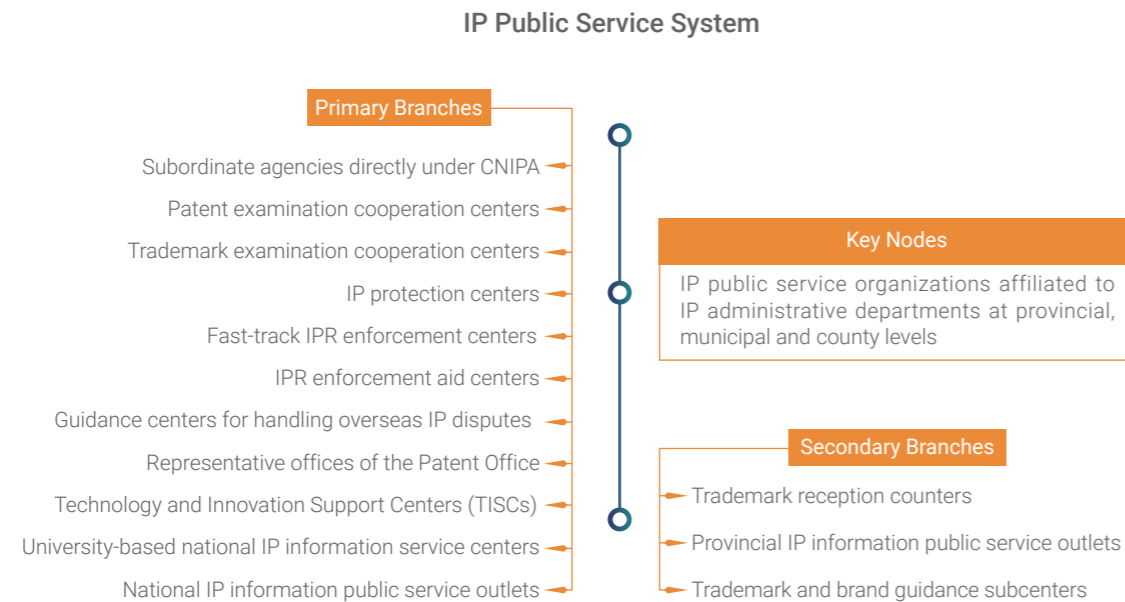 IP Public Service System
Primary Branches
Subordinate agencies directly under CNIPA
Patent examination cooperation centers
Trademark examination cooperation centers
IP protection centers
Fast-track IPR enforcement centers
IPR enforcement aid centers
Guidance centers for handling overseas IP disputes
Representative offices of the Patent Office
Technology and Innovation Support Centers (TISCs)
University-based national IP information service centers
National IP information public service outlets
Key Nodes
IP public service organizations affiliated to
IP administrative departments at provincial,
municipal and county levels
Secondary Branches
Trademark reception counters
Provincial IP information public service outlets
Trademark and brand guidance subcenters